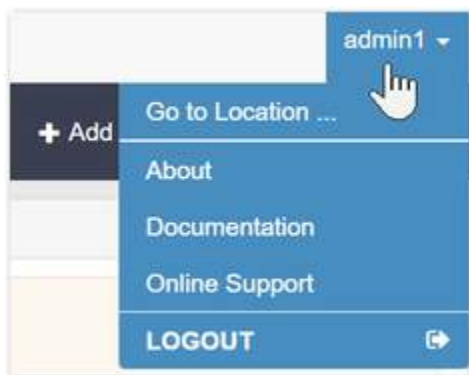 admin1
Go to Location ...
+ Add
About
Documentation
Online Support
LOGOUT